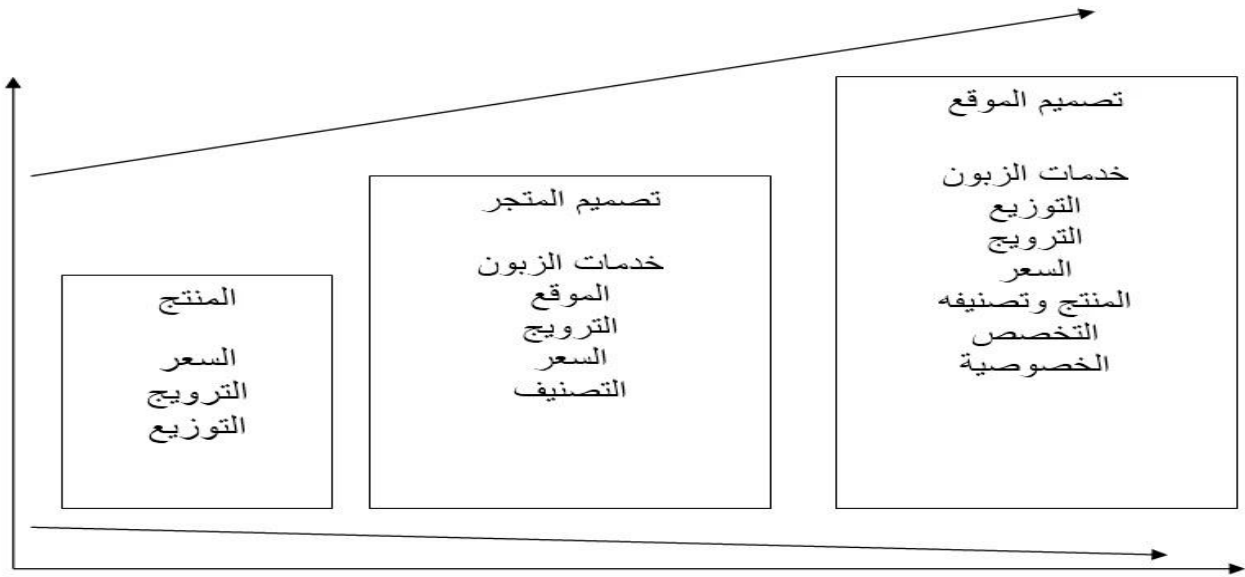 تصميم الموقع
خدمات الزبون
التوزيع
الترويج
السعر
المنتج وتصنيفه
التخصص
الخصوصية
تصميم المتجر
خدمات الزبون
الموقع
الترويج
السعر
التصنيف
المنتج
السعر
الترويج
التوزيع